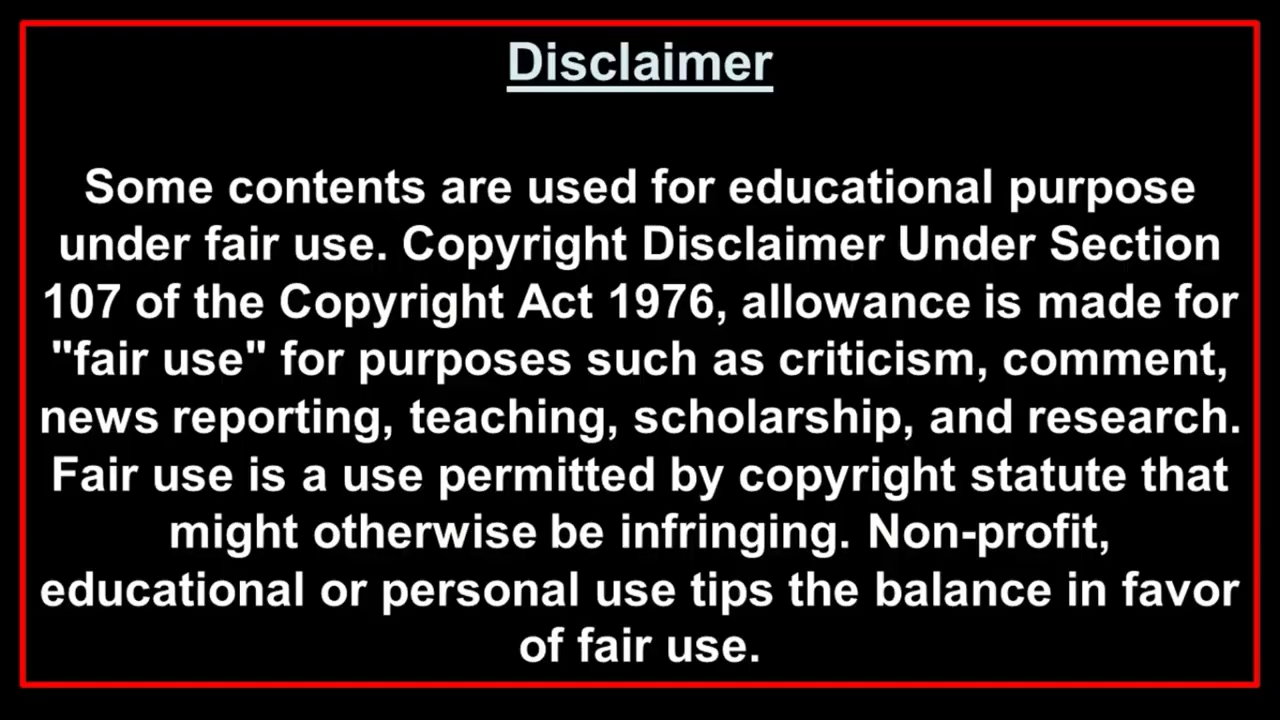 Disclaimer
Some contents are used for educational purpose
under fair use. Copyright Disclaimer Under Section
107 of the Copyright Act 1976, allowance is made for
"fair use" for purposes such as criticism, comment,
news reporting, teaching, scholarship, and research.
Fair use is a use permitted by copyright statute that
might otherwise be infringing. Non-profit,
educational or personal use tips the balance in favor
of fair use.